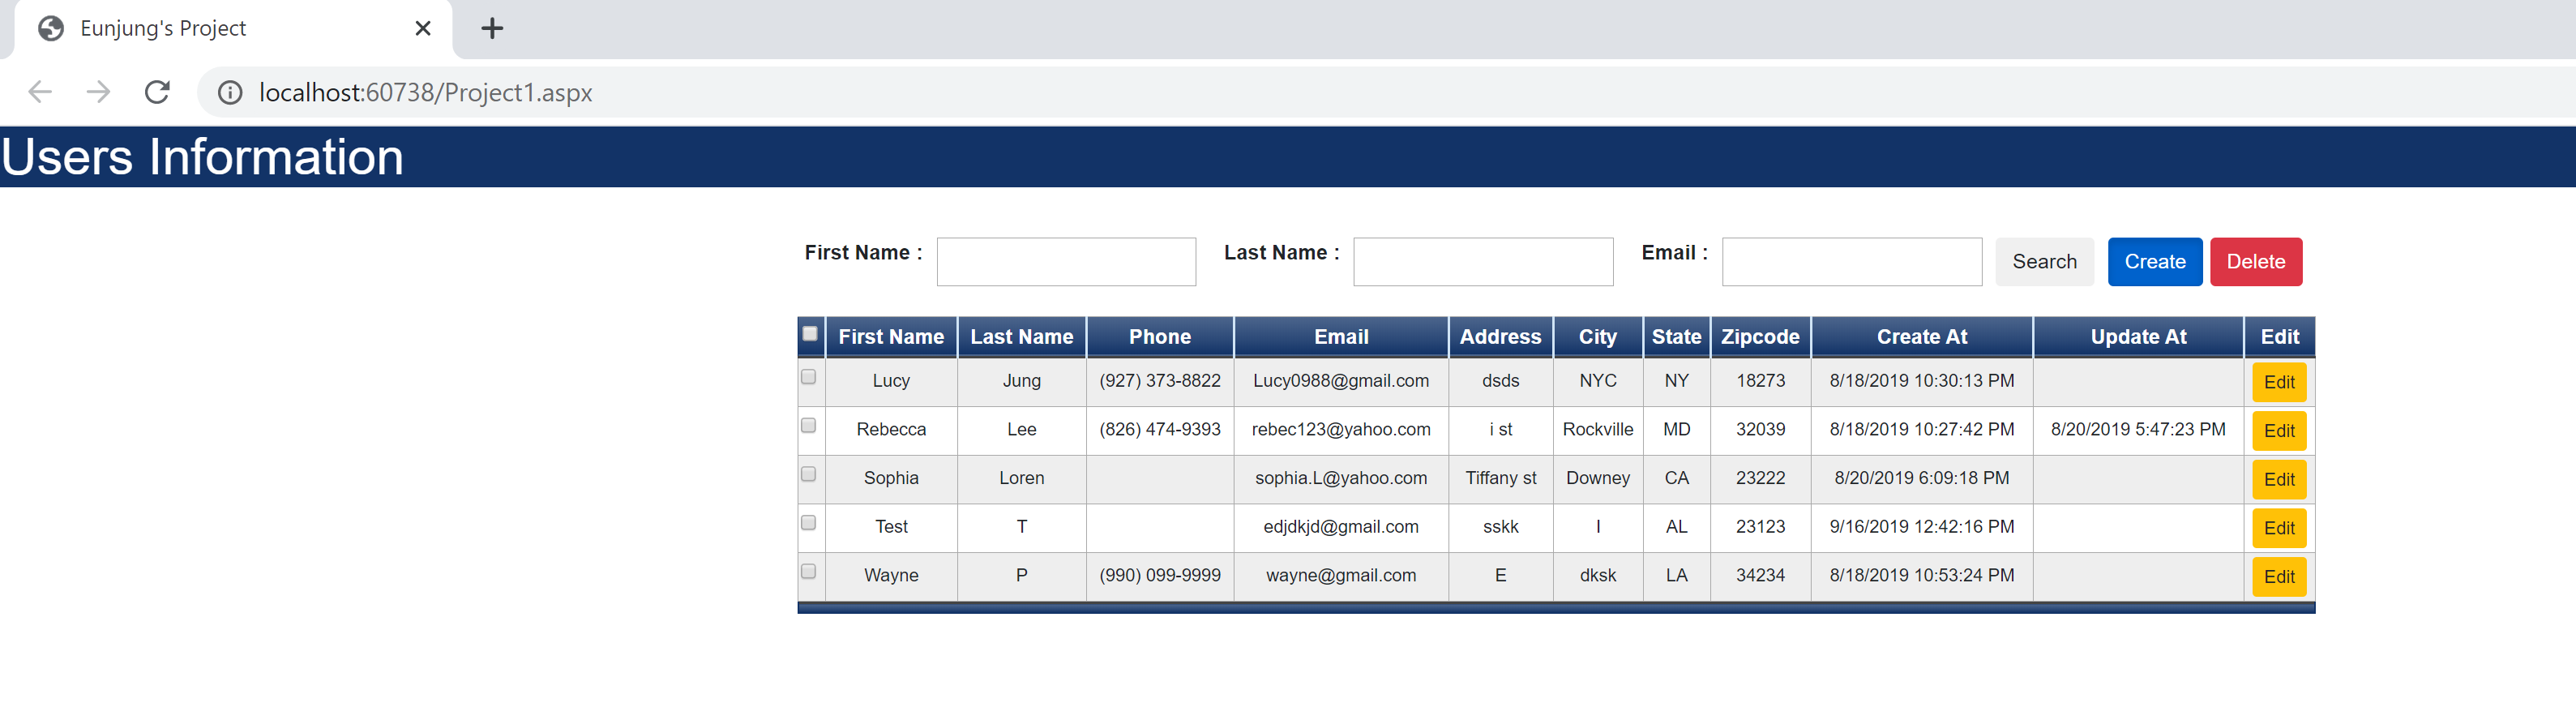 Eunjung's Project
localhost:60738/Project1.aspx
Users Information
First Name : Last Name : Email : Search Create Delete
First Name Last Name Phone Email Address City State Zipcode Create At Update At Edit
Lucy Jung (927) 373-8822 Lucy0988@gmail.com dsds NYC NY 18273 8/18/2019 10:30:13 PM Edit
Rebecca Lee (826) 474-9393 rebec123@yahoo.com i st Rockville MD 32039 8/18/2019 10:27:42 PM 8/20/2019 5:47:23 PM Edit
Sophia Loren sophia.L@yahoo.com Tiffany st Downey CA 23222 8/20/2019 6:09:18 PM Edit
Test T edjdkjd@gmail.com sskk I AL 23123 9/16/2019 12:42:16 PM Edit
Wayne P (990) 099-9999 wayne@gmail.com E dksk LA 34234 8/18/2019 10:53:24 PM Edit